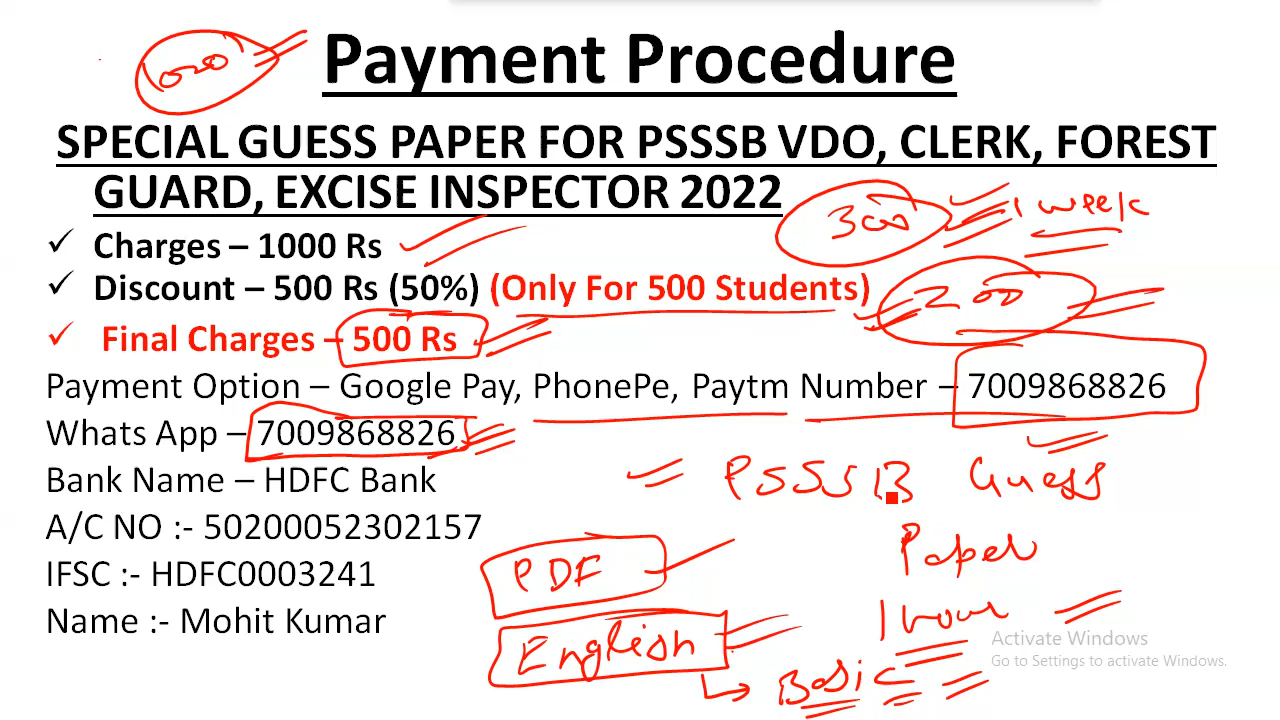 1000
Payment Procedure
SPECIAL GUESS PAPER FOR PSSSB VDO, CLERK, FOREST
GUARD, EXCISE INSPECTOR 2022
300 1 week
✓ Charges – 1000 Rs
✓ Discount – 500 Rs (50%) (Only For 500 Students)
200
✓ Final Charges – 500 Rs
Payment Option – Google Pay, PhonePe, Paytm Number – 7009868826
Whats App – 7009868826
Bank Name – HDFC Bank
PSSSB Guess
A/C NO :- 50200052302157
Paper
IFSC :- HDFC0003241
PDF
Name :- Mohit Kumar
1 hour
English
Basic
Activate Windows
Go to Settings to activate Windows.